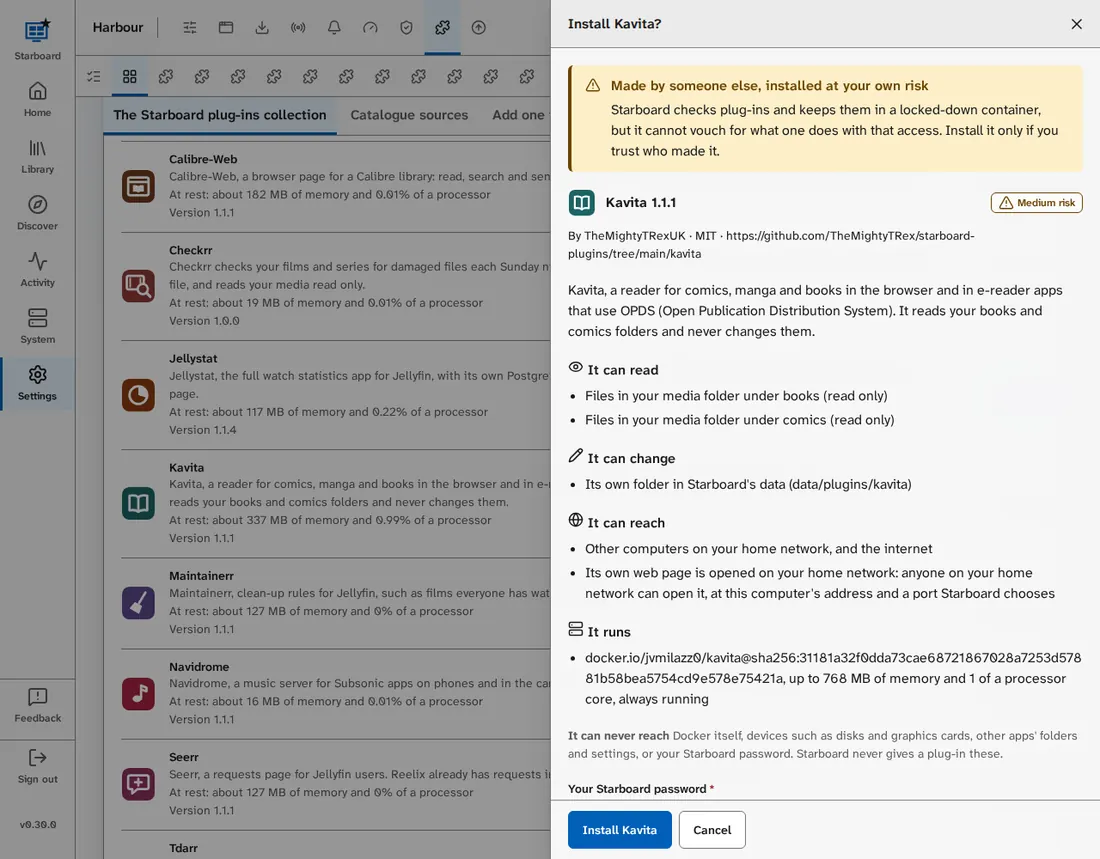 Starboard
Home
Library
Discover
Activity
System
Settings
Feedback
Sign out
v0.30.0
Harbour
The Starboard plug-ins collection
Catalogue sources
Add one
Calibre-Web
Calibre-Web, a browser page for a Calibre library: read, search and sen
At rest: about 182 MB of memory and 0.01% of a processor
Version 1.1.1
Checkrr
Checkrr checks your films and series for damaged files each Sunday n
file, and reads your media read only.
At rest: about 19 MB of memory and 0.01% of a processor
Version 1.0.0
Jellystat
Jellystat, the full watch statistics app for Jellyfin, with its own Postgre
page.
At rest: about 117 MB of memory and 0.22% of a processor
Version 1.1.4
Kavita
Kavita, a reader for comics, manga and books in the browser and in e-r
reads your books and comics folders and never changes them.
At rest: about 337 MB of memory and 0.99% of a processor
Version 1.1.1
Maintainerr
Maintainerr, clean-up rules for Jellyfin, such as films everyone has wat
At rest: about 127 MB of memory and 0% of a processor
Version 1.1.1
Navidrome
Navidrome, a music server for Subsonic apps on phones and in the ca
At rest: about 16 MB of memory and 0.01% of a processor
Version 1.1.1
Seerr
Seerr, a requests page for Jellyfin users. Reelix already has requests i
At rest: about 127 MB of memory and 0% of a processor
Version 1.1.1
Tdarr
Install Kavita?
Made by someone else, installed at your own risk
Starboard checks plug-ins and keeps them in a locked-down container,
but it cannot vouch for what one does with that access. Install it only if you
trust who made it.
Kavita 1.1.1
Medium risk
By TheMightyTRexUK · MIT · https://github.com/TheMightyTRex/starboard-
plugins/tree/main/kavita
Kavita, a reader for comics, manga and books in the browser and in e-reader apps
that use OPDS (Open Publication Distribution System). It reads your books and
comics folders and never changes them.
It can read
• Files in your media folder under books (read only)
• Files in your media folder under comics (read only)
It can change
• Its own folder in Starboard's data (data/plugins/kavita)
It can reach
• Other computers on your home network, and the internet
• Its own web page is opened on your home network: anyone on your home
network can open it, at this computer's address and a port Starboard chooses
It runs
• docker.io/jvmilazz0/kavita@sha256:31181a32f0dda73cae68721867028a7253d578
81b58bea5754cd9e578e75421a, up to 768 MB of memory and 1 of a processor
core, always running
It can never reach Docker itself, devices such as disks and graphics cards, other apps' folders
and settings, or your Starboard password. Starboard never gives a plug-in these.
Your Starboard password *
Install Kavita
Cancel